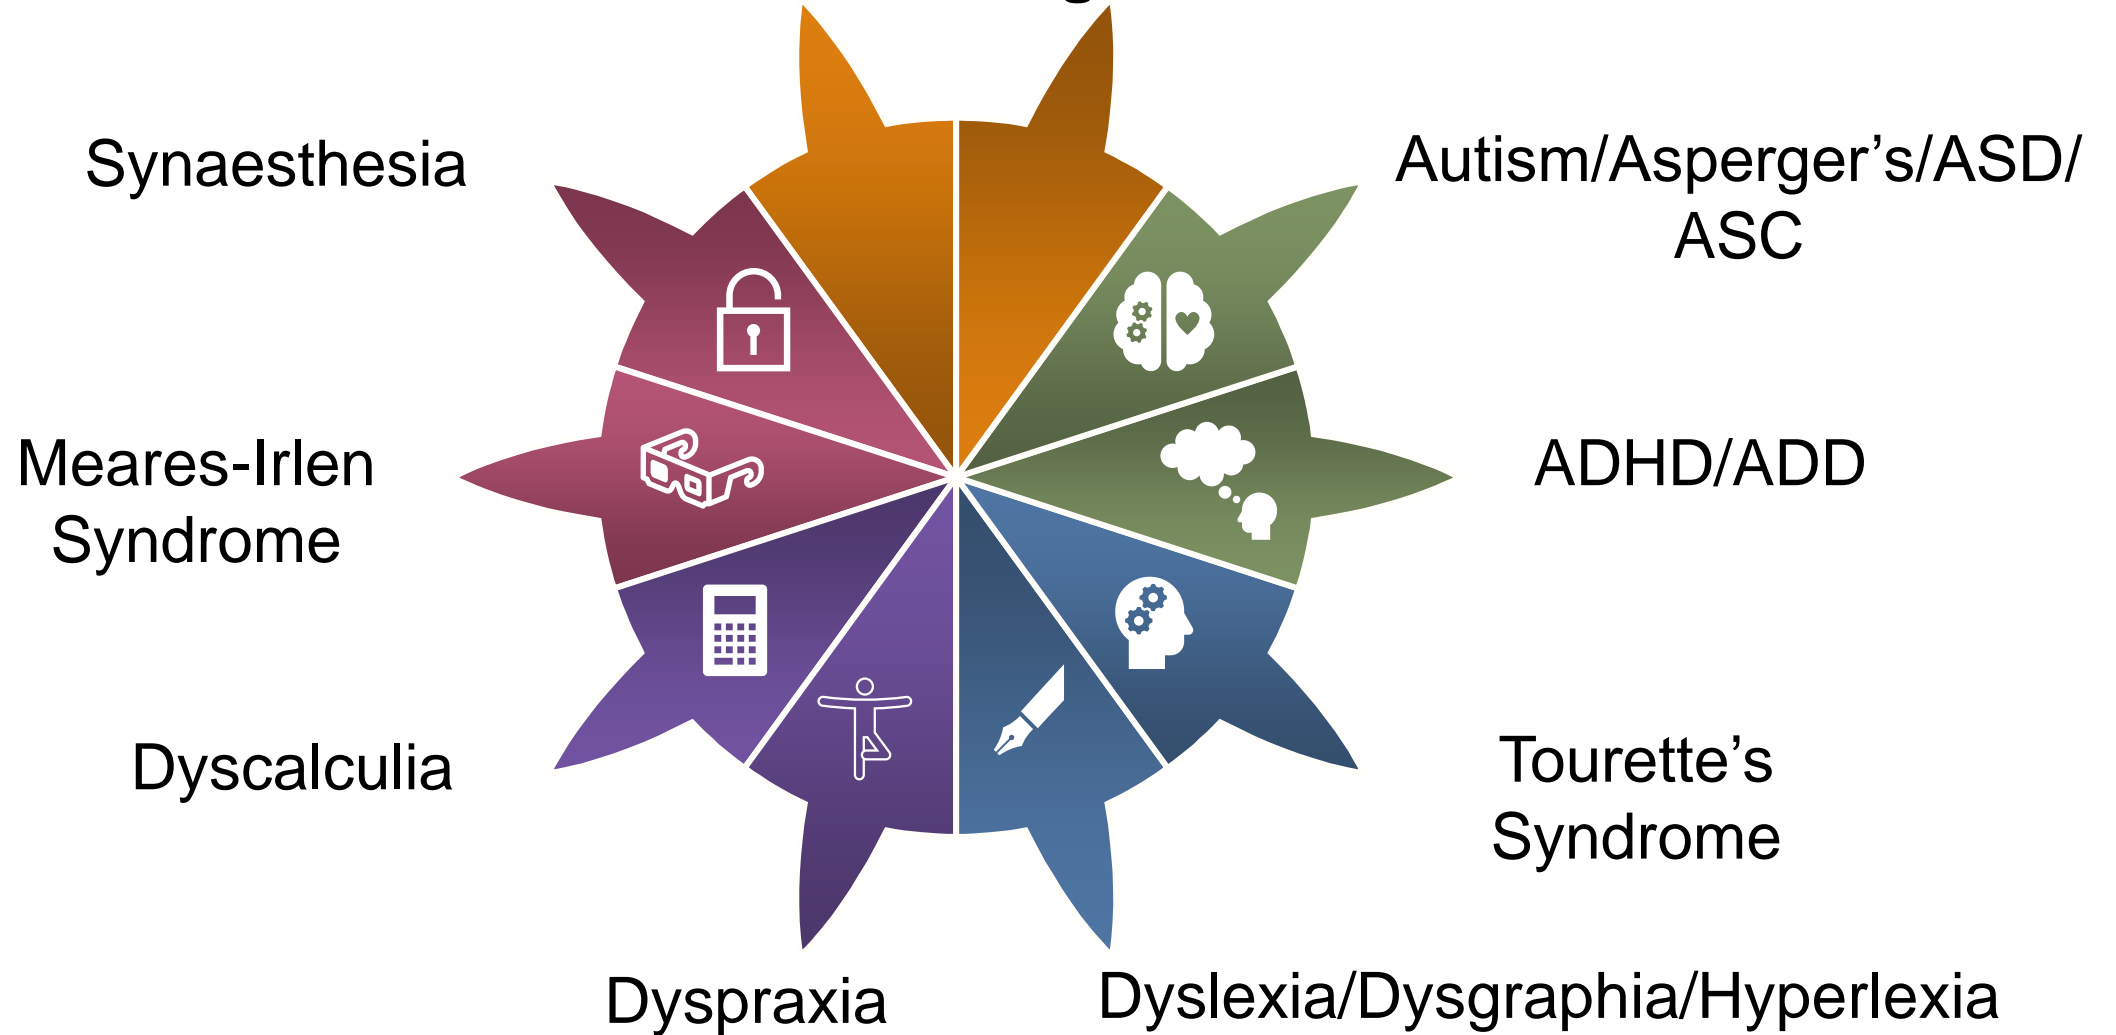 Synaesthesia
Autism/Asperger’s/ASD/
ASC
Meares-Irlen
Syndrome
ADHD/ADD
Dyscalculia
Tourette’s
Syndrome
Dyspraxia
Dyslexia/Dysgraphia/Hyperlexia